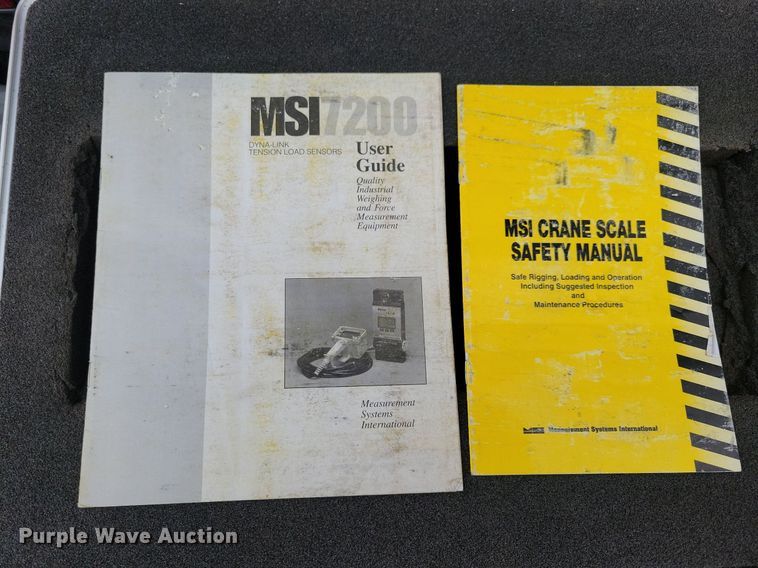 MSI7200
DYNA-LINK
TENSION LOAD SENSORS
User
Guide
Quality
Industrial
Weighing
and Force
Measurement
Equipment
Measurement
Systems
International
MSI CRANE SCALE
SAFETY MANUAL
Safe Rigging, Loading and Operation
Including Suggested Inspection
and
Maintenance Procedures
MSI Measurement Systems International
Purple Wave Auction